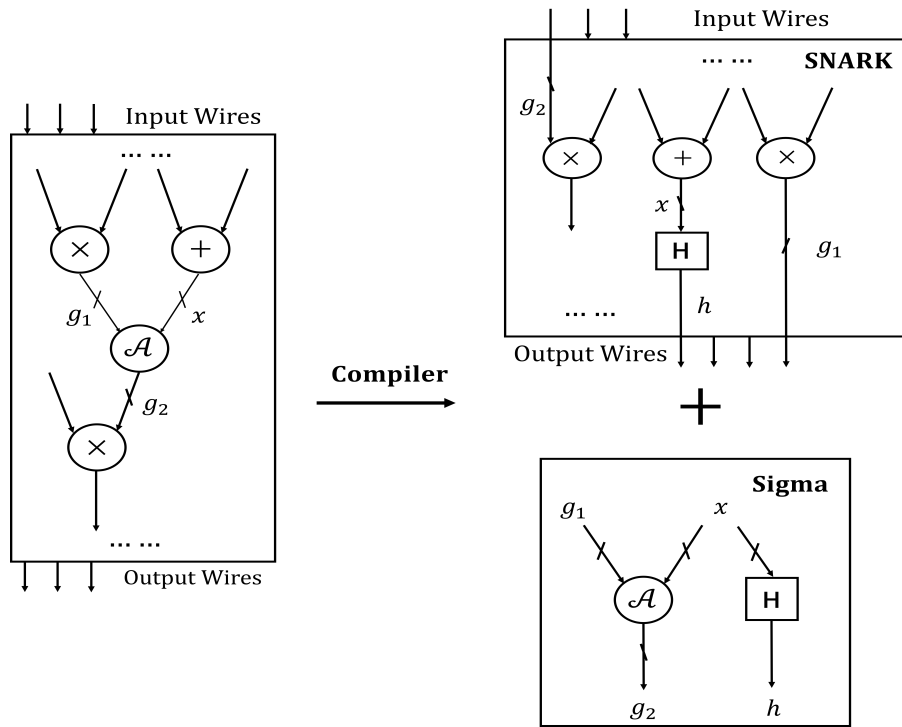 Input Wires
... ...
×
+
g₁
x
𝒜
g₂
×
... ...
Output Wires
Compiler
Input Wires
... ...
SNARK
g₂
×
+
×
x
H
g₁
h
... ...
Output Wires
+
Sigma
g₁
x
𝒜
H
g₂
h